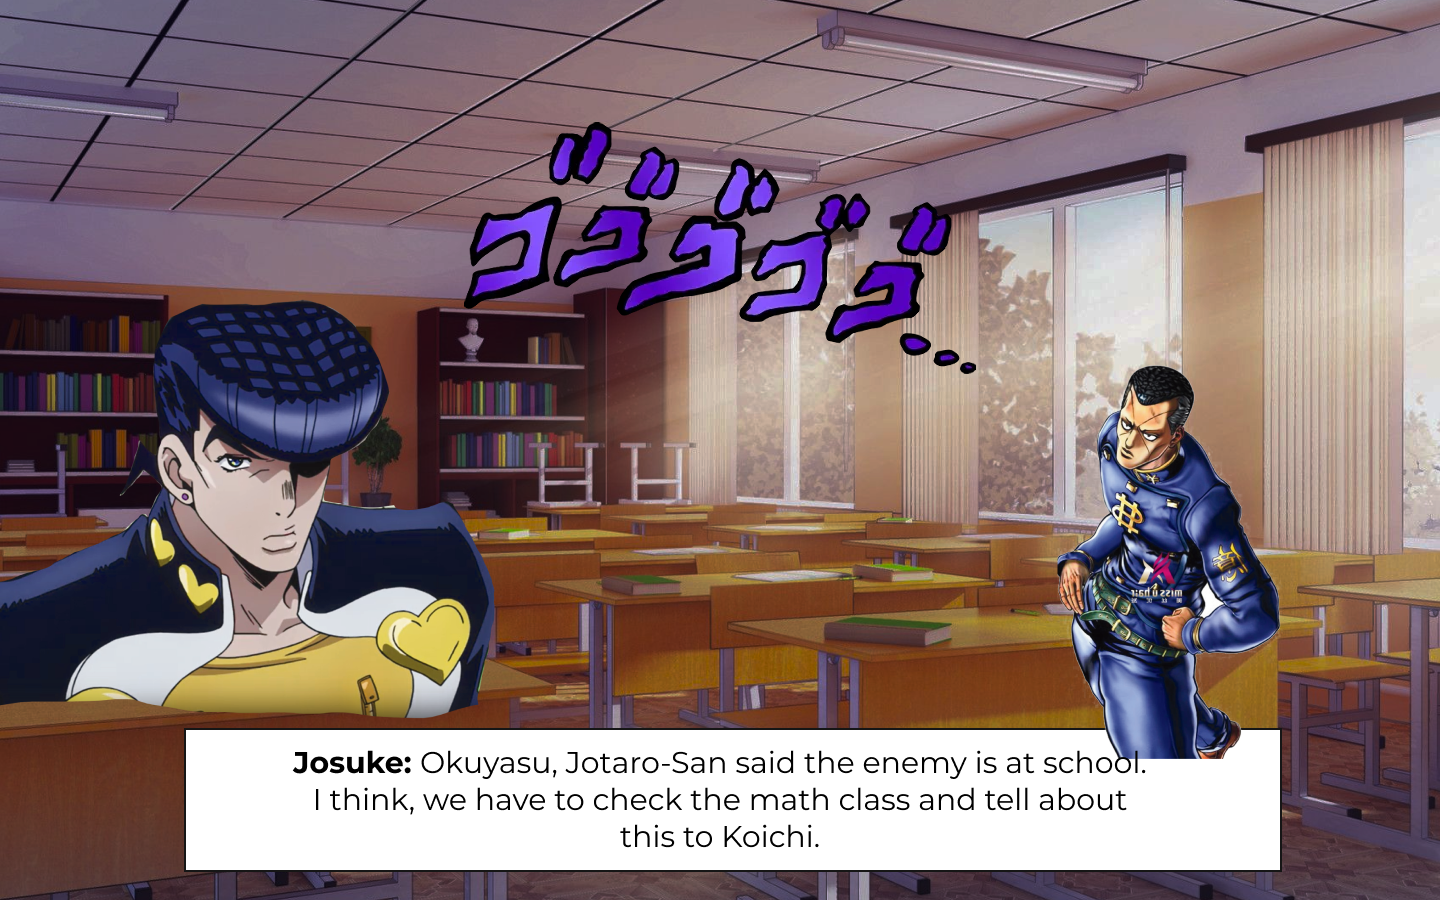 ゴゴゴゴゴ...
Josuke: Okuyasu, Jotaro-San said the enemy is at school.
I think, we have to check the math class and tell about
this to Koichi.